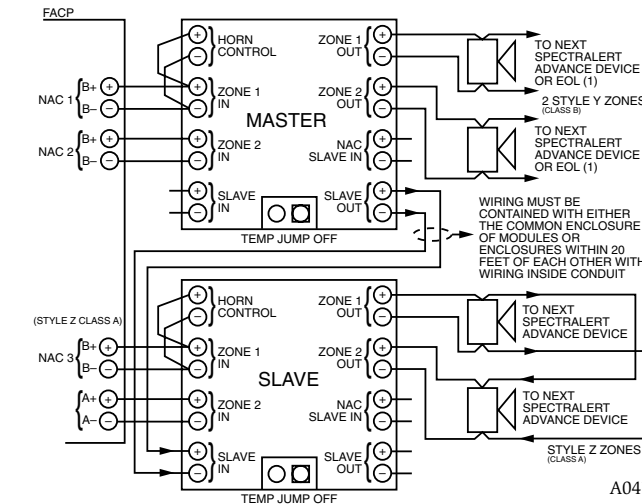 FACP
NAC 1
B+ +
B– –
NAC 2
B+ +
B– –
+
–
HORN
CONTROL
+
–
ZONE 1
IN
+
–
ZONE 2
IN
+
–
SLAVE
IN
MASTER
ZONE 1
OUT
+
–
ZONE 2
OUT
+
–
NAC
SLAVE IN
+
–
SLAVE
OUT
+
–
TEMP JUMP OFF
TO NEXT
SPECTRALERT
ADVANCE DEVICE
OR EOL (1)
2 STYLE Y ZONES
(CLASS B)
TO NEXT
SPECTRALERT
ADVANCE DEVICE
OR EOL (1)
WIRING MUST BE
CONTAINED WITH EITHER
THE COMMON ENCLOSURE
OF MODULES OR
ENCLOSURES WITHIN 20
FEET OF EACH OTHER WITH
WIRING INSIDE CONDUIT
(STYLE Z CLASS A)
NAC 3
B+ +
B– –
A+ +
A– –
+
–
HORN
CONTROL
+
–
ZONE 1
IN
+
–
ZONE 2
IN
+
–
SLAVE
IN
SLAVE
ZONE 1
OUT
+
–
ZONE 2
OUT
+
–
NAC
SLAVE IN
+
–
SLAVE
OUT
+
–
TEMP JUMP OFF
TO NEXT
SPECTRALERT
ADVANCE DEVICE
TO NEXT
SPECTRALERT
ADVANCE DEVICE
STYLE Z ZONES
(CLASS A)
A04